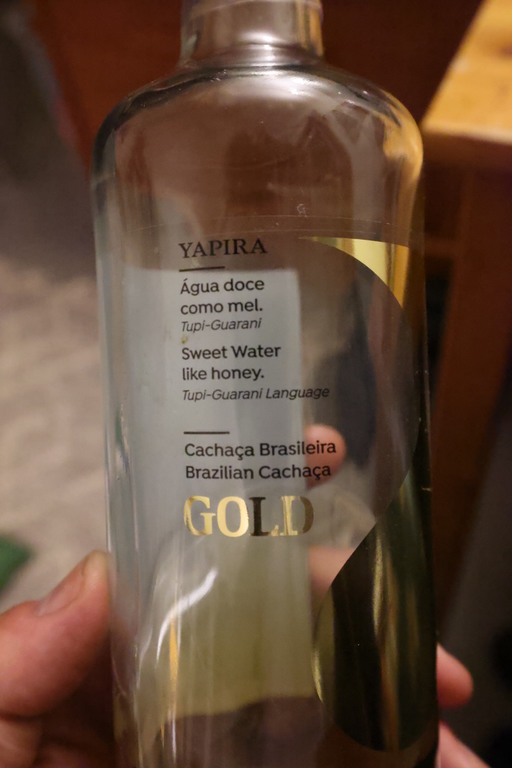 YAPIRA
Água doce
como mel.
Tupi-Guarani
Sweet Water
like honey.
Tupi-Guarani Language
Cachaça Brasileira
Brazilian Cachaça
GOLD